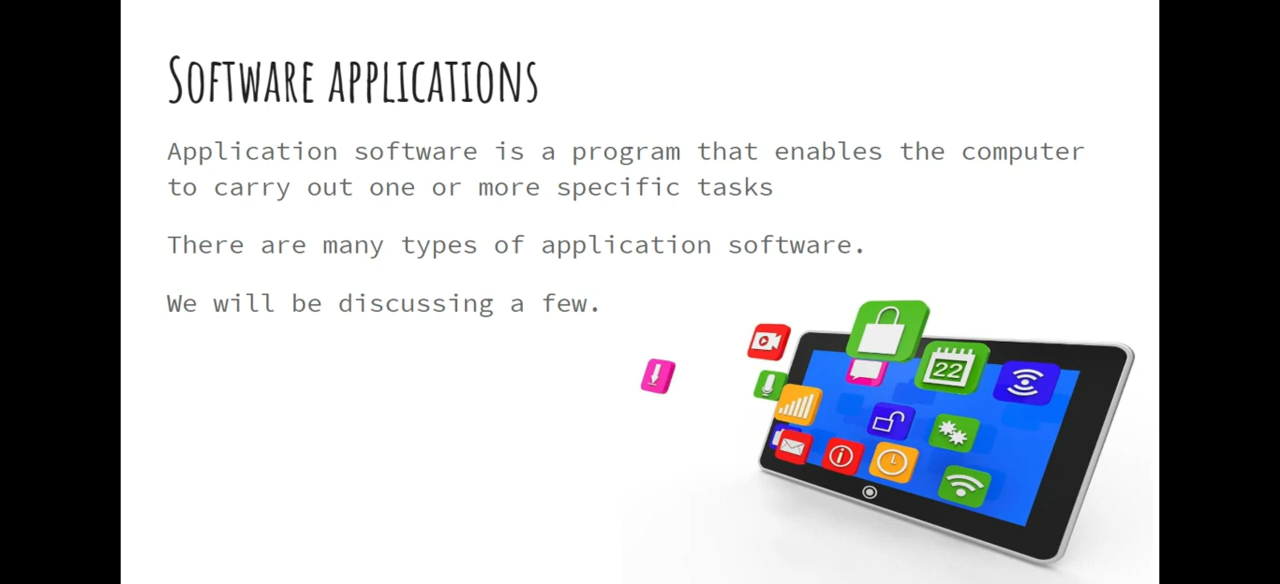 Software applications
Application software is a program that enables the computer
to carry out one or more specific tasks
There are many types of application software.
We will be discussing a few.
22